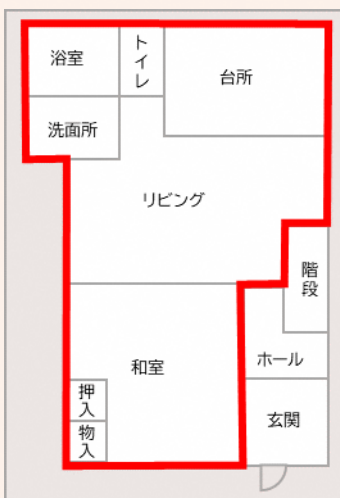 浴室
トイレ
台所
洗面所
リビング
階段
和室
ホール
押入
玄関
物入